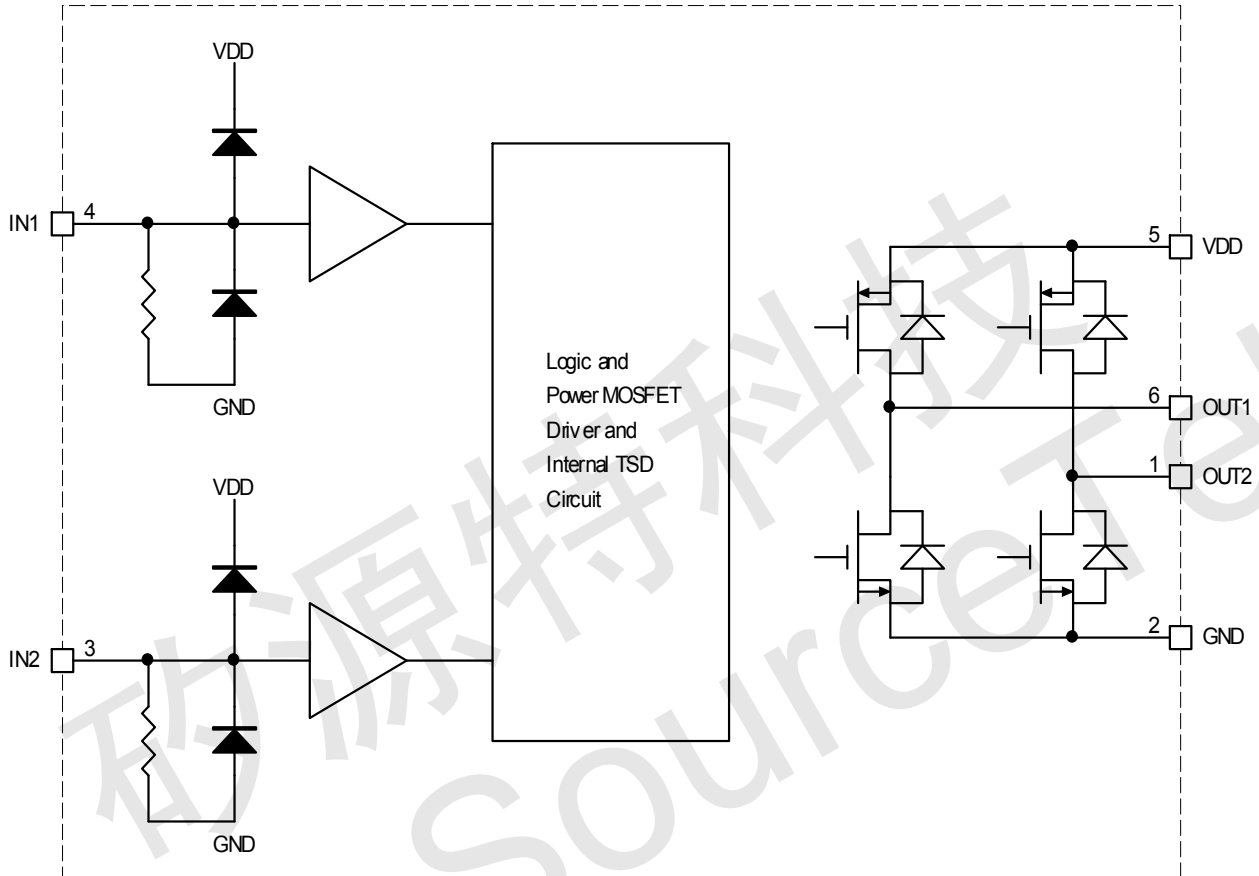 VDD
IN1
4
GND
VDD
IN2
3
GND
Logic and
Power MOSFET
Driver and
Internal TSD
Circuit
5
VDD
6
OUT1
1
OUT2
2
GND
矽源特科技
SourceTe